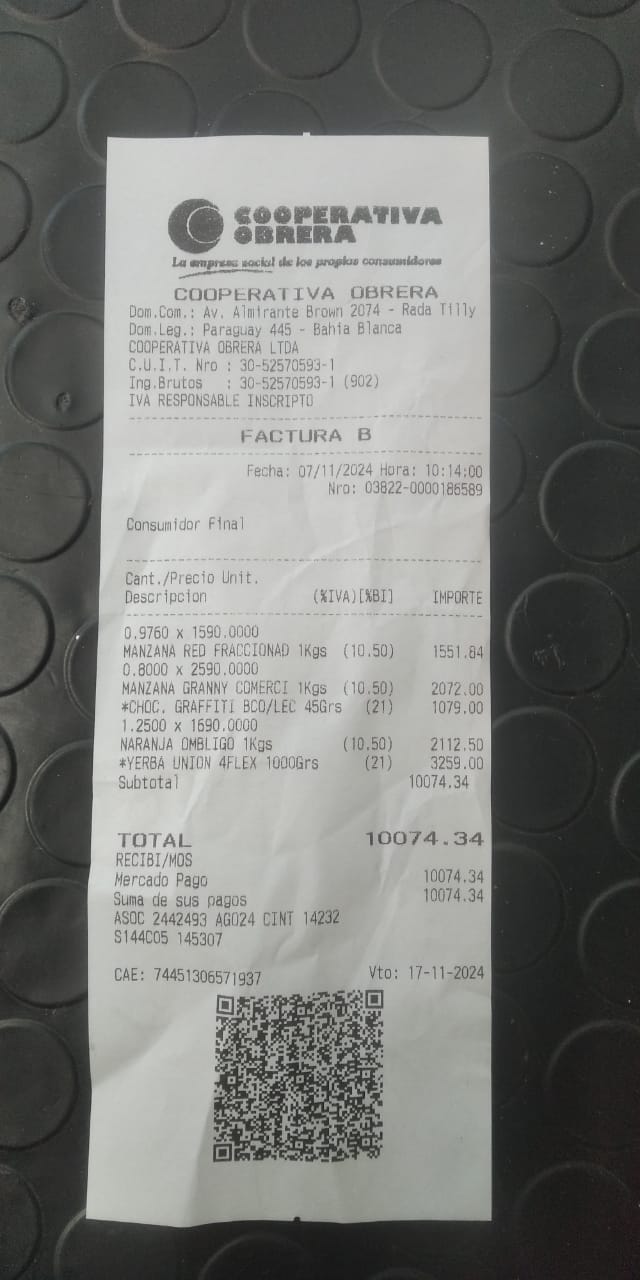 COOPERATIVA
OBRERA
La empresa social de los propios consumidores
COOPERATIVA OBRERA
Dom.Com.: Av. Almirante Brown 2074 - Rada Tilly
Dom.Leg.: Paraguay 445 - Bahia Blanca
COOPERATIVA OBRERA LTDA
C.U.I.T. Nro : 30-52570593-1
Ing.Brutos : 30-52570593-1 (902)
IVA RESPONSABLE INSCRIPTO
FACTURA B
Fecha: 07/11/2024 Hora: 10:14:00
Nro: 03822-0000186589
Consumidor Final
Cant./Precio Unit.
Descripcion (%IVA)[%BI] IMPORTE
0.9760 x 1590.0000
MANZANA RED FRACCIONAD 1Kgs (10.50) 1551.84
0.8000 x 2590.0000
MANZANA GRANNY COMERCI 1Kgs (10.50) 2072.00
*CHOC. GRAFFITI BCO/LEC 45Grs (21) 1079.00
1.2500 x 1690.0000
NARANJA OMBLIGO 1Kgs (10.50) 2112.50
*YERBA UNION 4FLEX 1000Grs (21) 3259.00
Subtotal 10074.34
TOTAL 10074.34
RECIBI/MOS
Mercado Pago 10074.34
Suma de sus pagos 10074.34
ASOC 2442493 AGO24 CINT 14232
S144C05 145307
CAE: 74451306571937 Vto: 17-11-2024